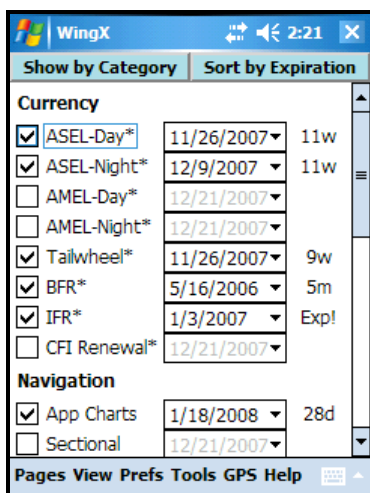 WingX 2:21
Show by Category Sort by Expiration
Currency
ASEL-Day* 11/26/2007 11w
ASEL-Night* 12/9/2007 11w
AMEL-Day* 12/21/2007
AMEL-Night* 12/21/2007
Tailwheel* 11/26/2007 9w
BFR* 5/16/2006 5m
IFR* 1/3/2007 Exp!
CFI Renewal* 12/21/2007
Navigation
App Charts 1/18/2008 28d
Sectional 12/21/2007
Pages View Prefs Tools GPS Help